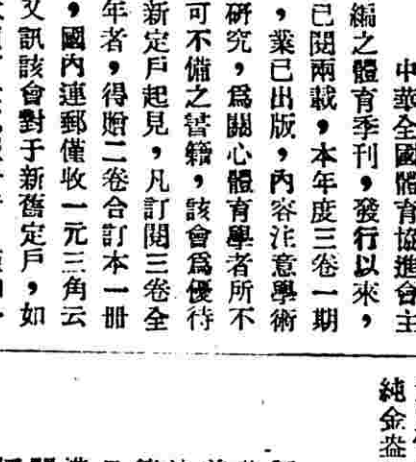 中華全國體育協進會主
編之體育季刊，發行以來，
已閱兩載，本年度三卷一期
，業已出版，內容注意學術
研究，爲關心體育學者所不
可不備之書籍，該會爲優待
新定戶起見，凡訂閱三卷全
年者，得贈二卷合訂本一冊
，國內連郵僅收一元三角云
又訊該會對于新舊定戶，如
純金盎